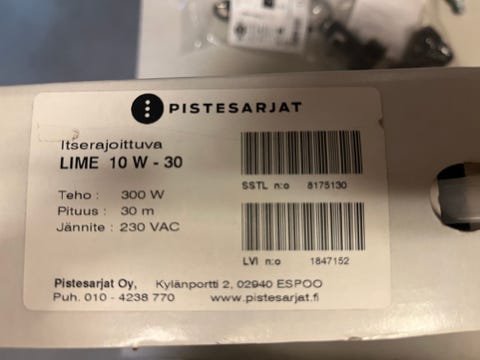 PISTESARJAT
Itserajoittuva
LIME 10 W - 30
Teho : 300 W
Pituus : 30 m
Jännite : 230 VAC
SSTL n:o 8175130
LVI n:o 1847152
Pistesarjat Oy, Kylänportti 2, 02940 ESPOO
Puh. 010 - 4238 770 www.pistesarjat.fi